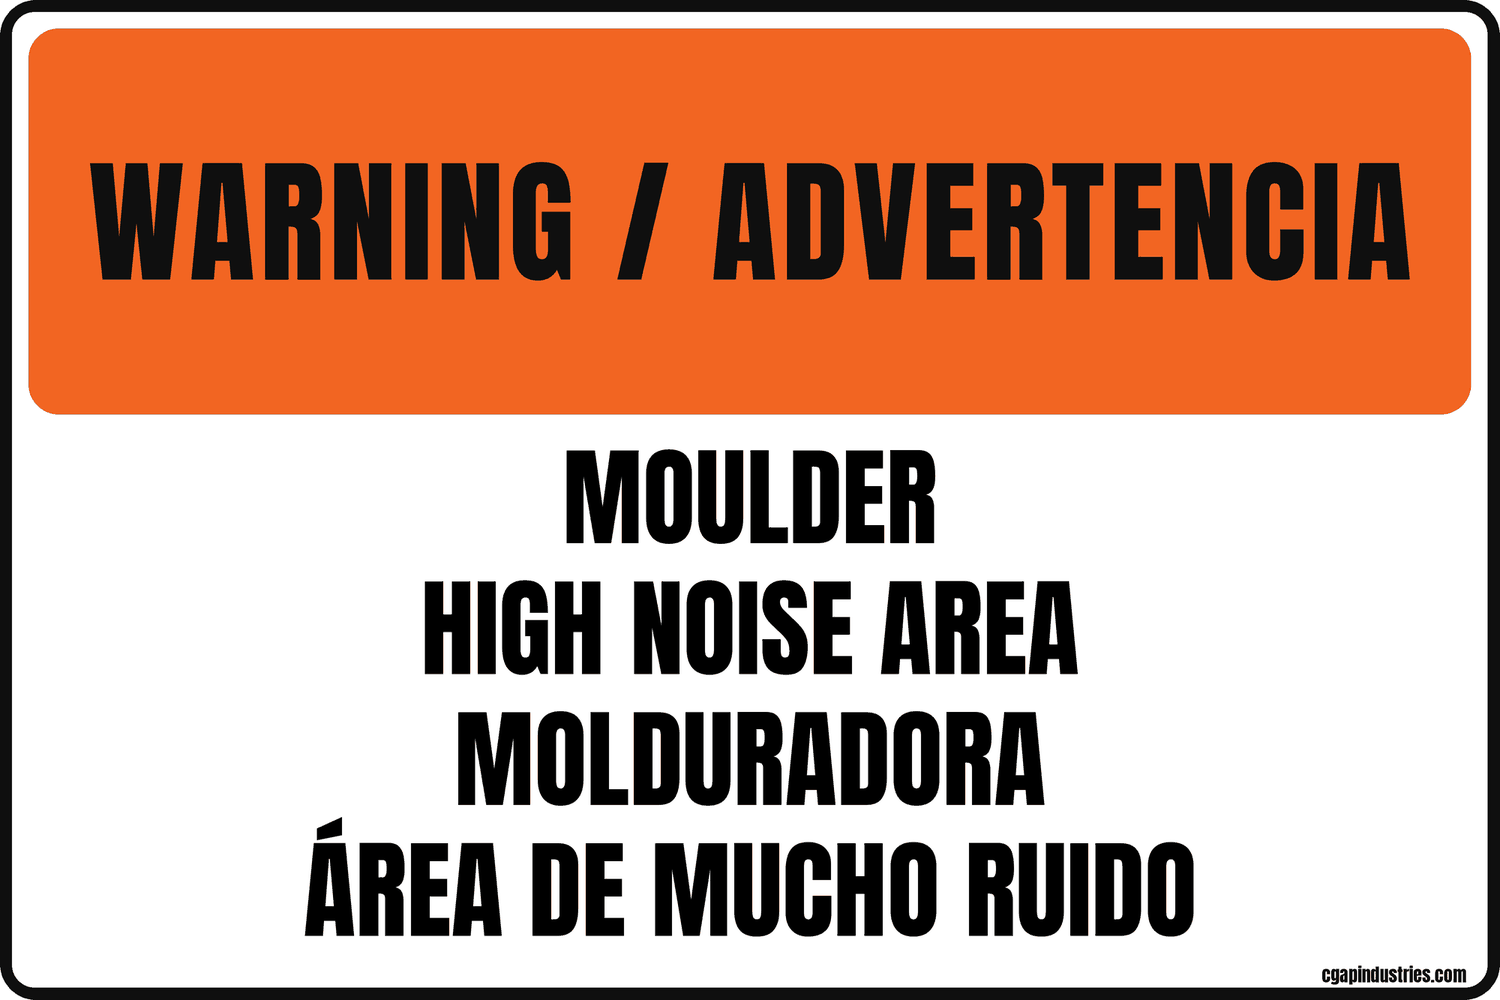 WARNING / ADVERTENCIA
MOULDER
HIGH NOISE AREA
MOLDURADORA
ÁREA DE MUCHO RUIDO
cgapindustries.com